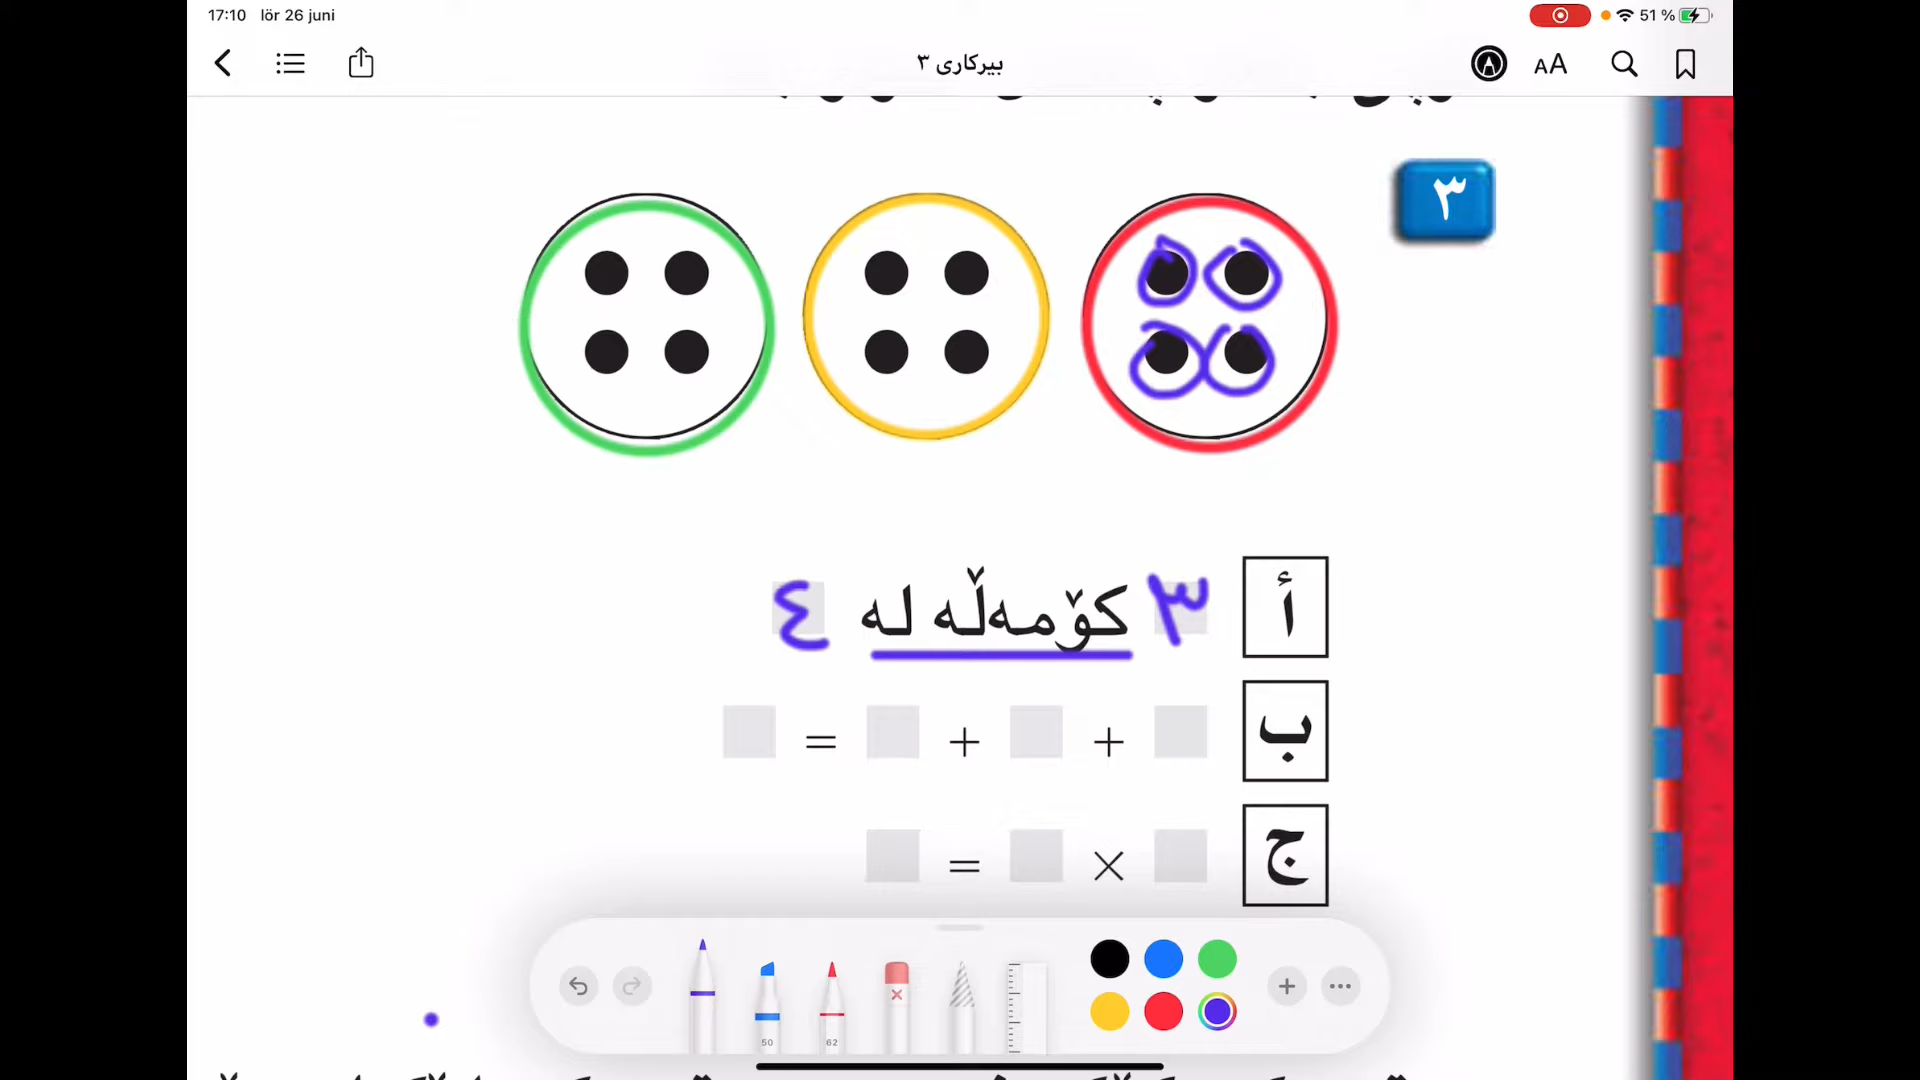 17:10 lör 26 juni 51 %
بیرکاری ٣
AA
٣
أ ٣ کۆمەڵە لە ٤
ب + + =
ج × =
50 62